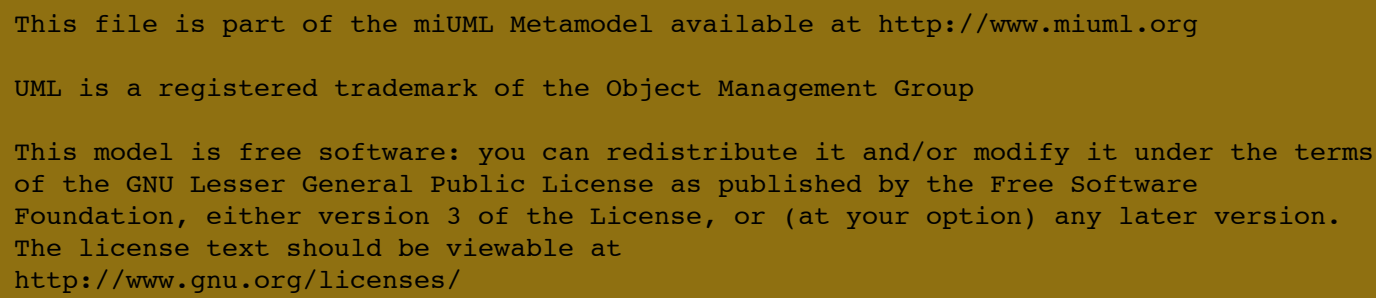 This file is part of the miUML Metamodel available at http://www.miuml.org
UML is a registered trademark of the Object Management Group
This model is free software: you can redistribute it and/or modify it under the terms
of the GNU Lesser General Public License as published by the Free Software
Foundation, either version 3 of the License, or (at your option) any later version.
The license text should be viewable at
http://www.gnu.org/licenses/